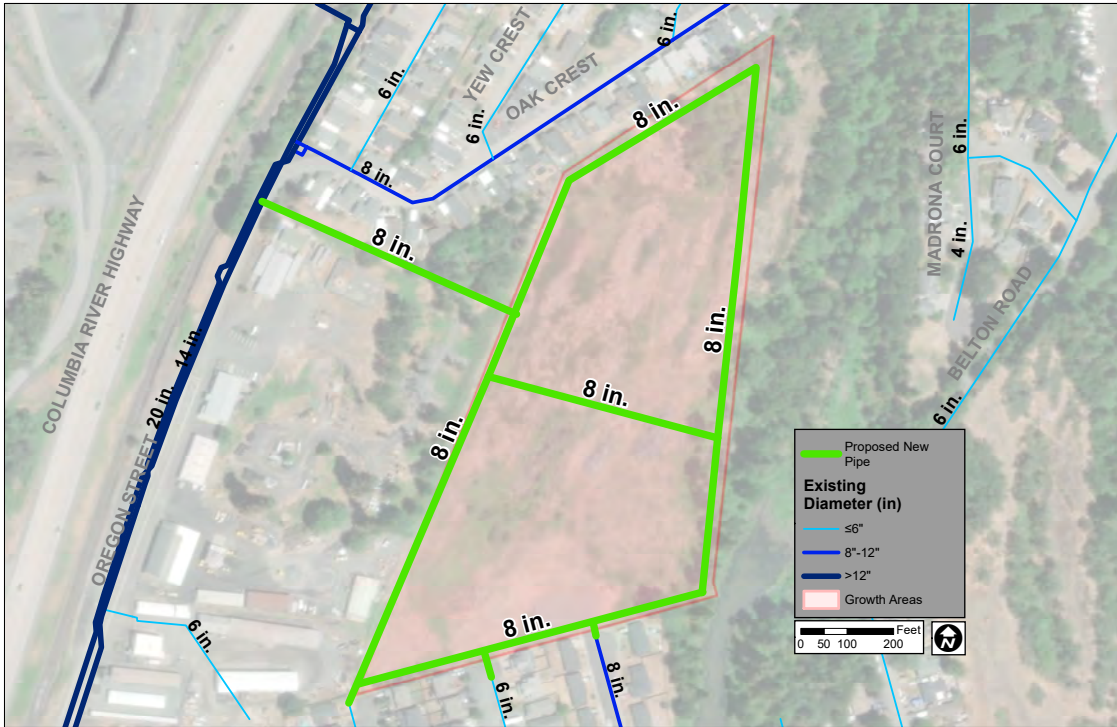 6 in.
YEW CREST
6 in.
OAK CREST
6 in.
8 in.
8 in.
8 in.
6 in.
MADRONA COURT
4 in.
BELTON ROAD
6 in.
COLUMBIA RIVER HIGHWAY
14 in.
20 in.
OREGON STREET
8 in.
8 in.
8 in.
8 in.
6 in.
6 in.
8 in.
Proposed New
Pipe
Existing
Diameter (in)
≤6"
8"-12"
>12"
Growth Areas
Feet
0 50 100 200
N